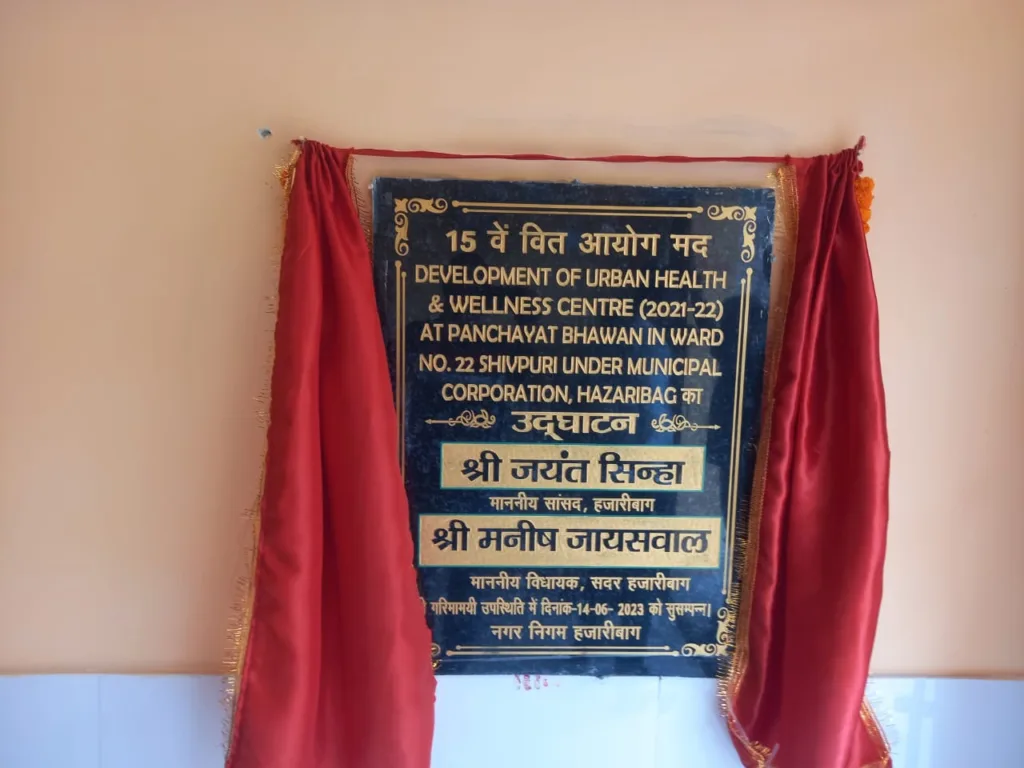 15 वें वित आयोग मद
DEVELOPMENT OF URBAN HEALTH
& WELLNESS CENTRE (2021-22)
AT PANCHAYAT BHAWAN IN WARD
NO. 22 SHIVPURI UNDER MUNICIPAL
CORPORATION, HAZARIBAG का
उद्घाटन
श्री जयंत सिन्हा
माननीय सांसद, हजारीबाग
श्री मनीष जायसवाल
माननीय विधायक, सदर हजारीबाग
गरिमामयी उपस्थिति में दिनांक-14-06- 2023 को सुसम्पन्न।
नगर निगम हजारीबाग